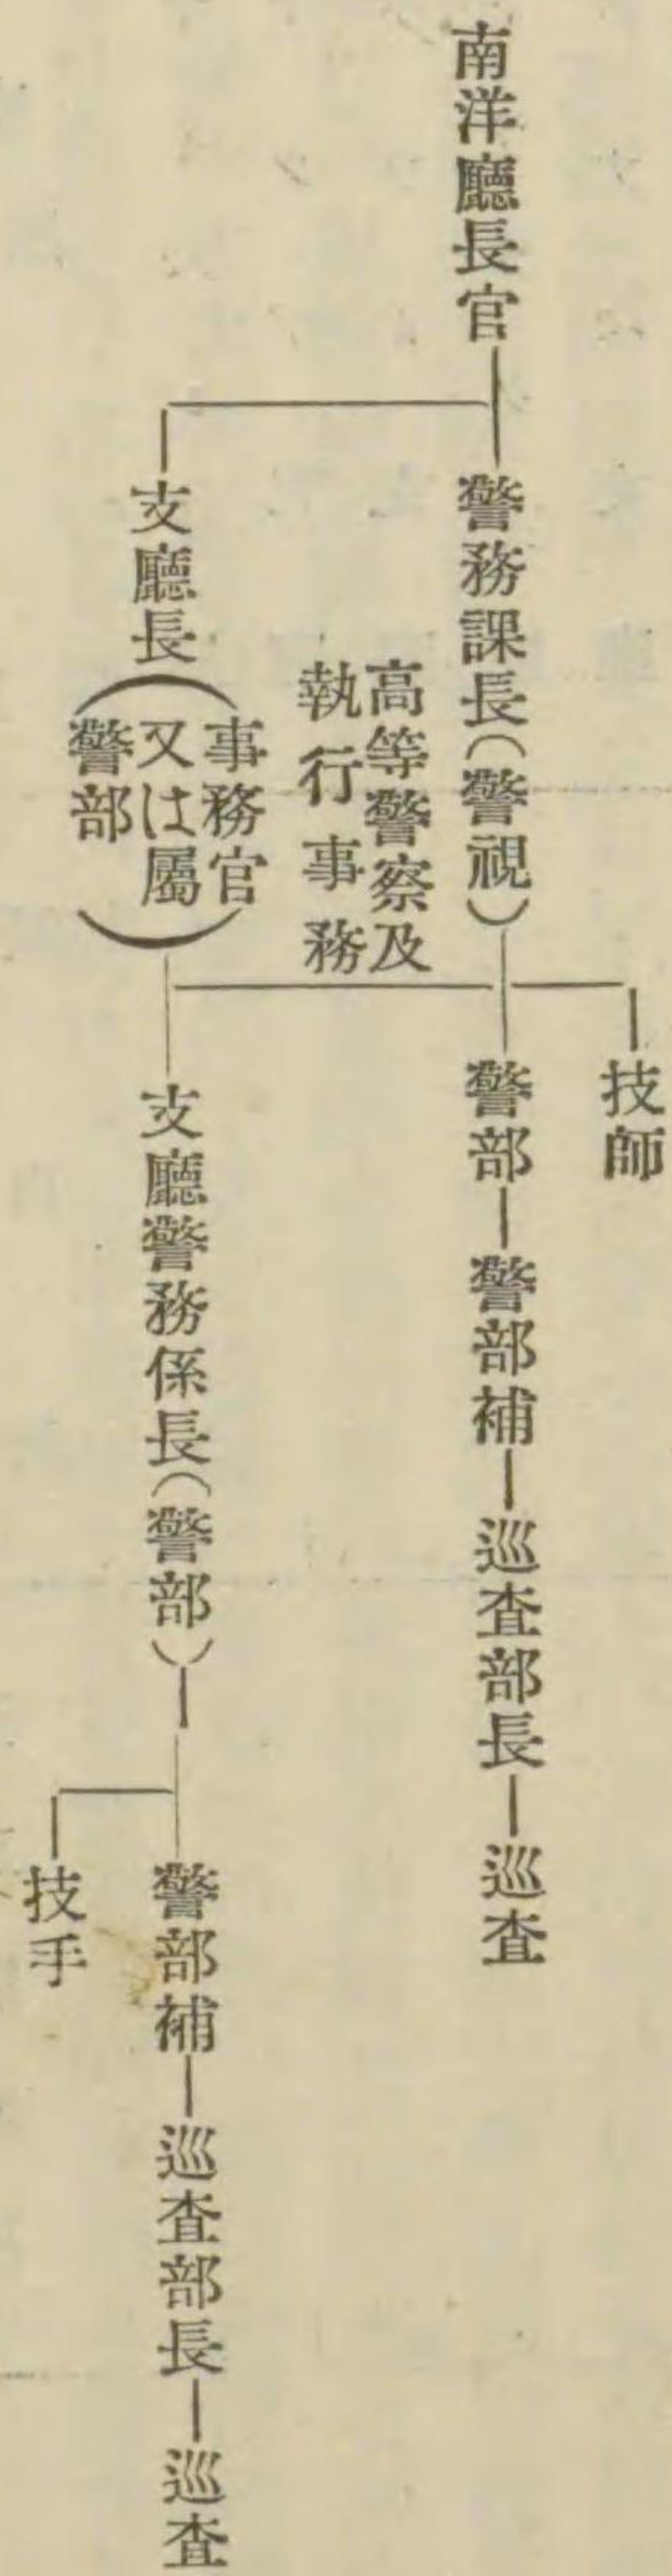 南洋廳長官
技師
警務課長（警視）
警部―警部補―巡査部長―巡査
高等警察及
執行事務
支廳長（事務官
又は屬
警部）
支廳警務係長（警部）―
警部補―巡査部長―巡査
技手